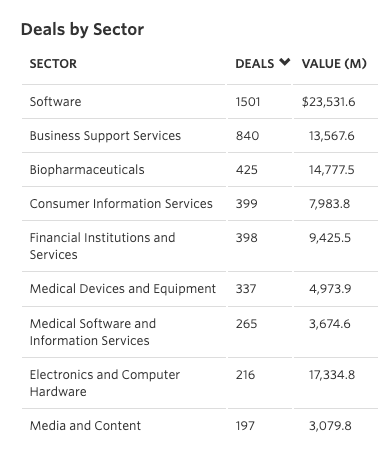 Deals by Sector
SECTOR DEALS VALUE (M)
Software 1501 $23,531.6
Business Support Services 840 13,567.6
Biopharmaceuticals 425 14,777.5
Consumer Information Services 399 7,983.8
Financial Institutions and 398 9,425.5
Services
Medical Devices and Equipment 337 4,973.9
Medical Software and 265 3,674.6
Information Services
Electronics and Computer 216 17,334.8
Hardware
Media and Content 197 3,079.8